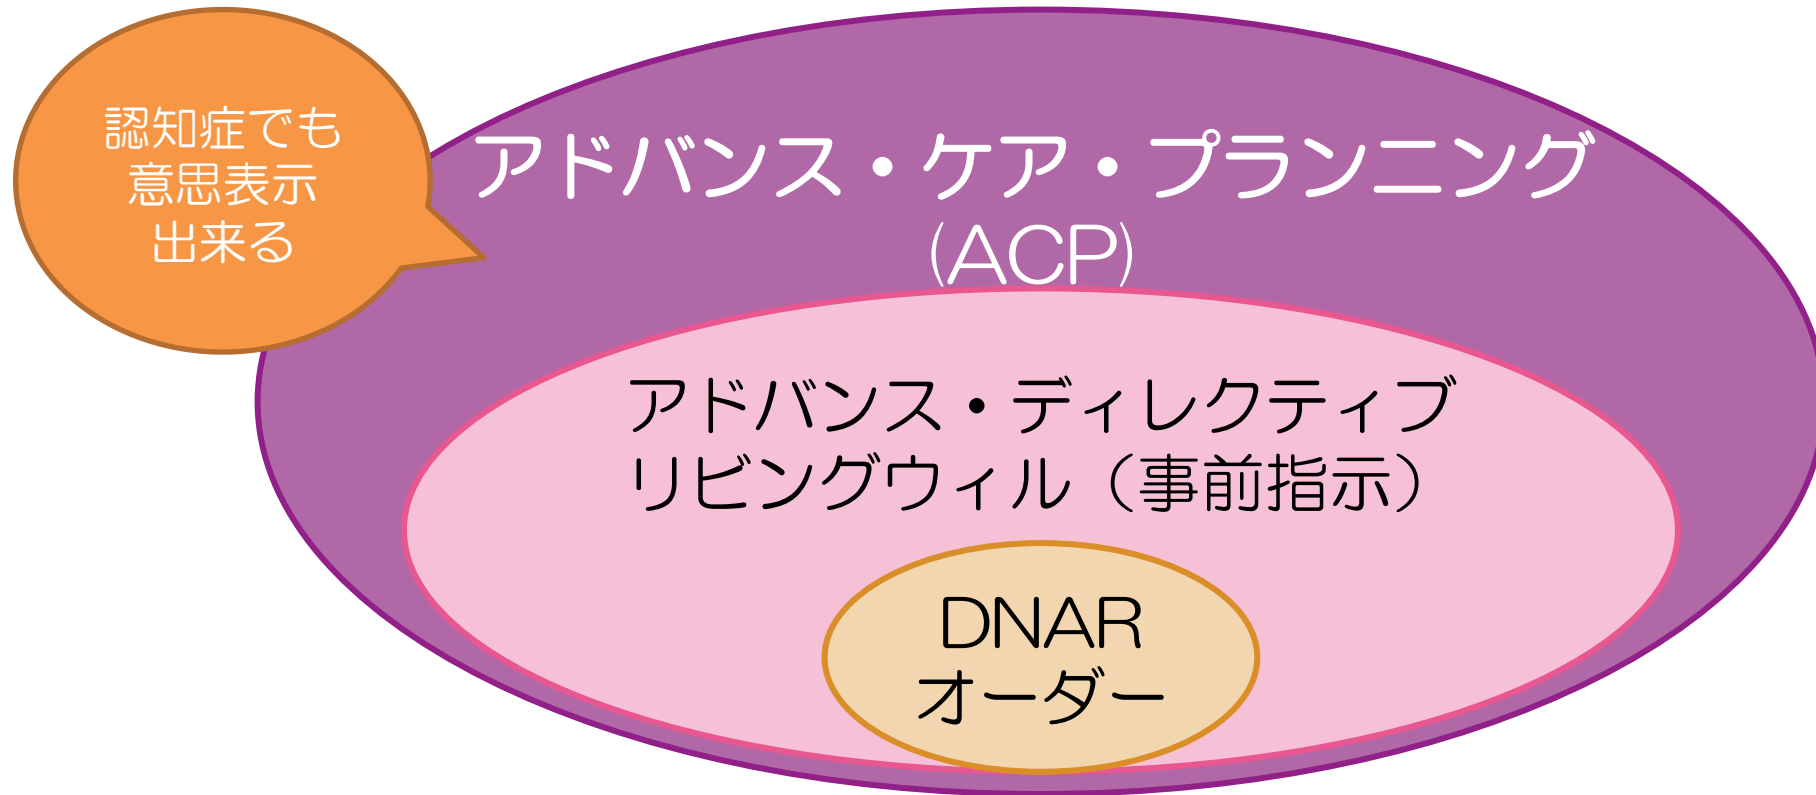 認知症でも
意思表示
出来る
アドバンス・ケア・プランニング
(ACP)
アドバンス・ディレクティブ
リビングウィル（事前指示）
DNAR
オーダー